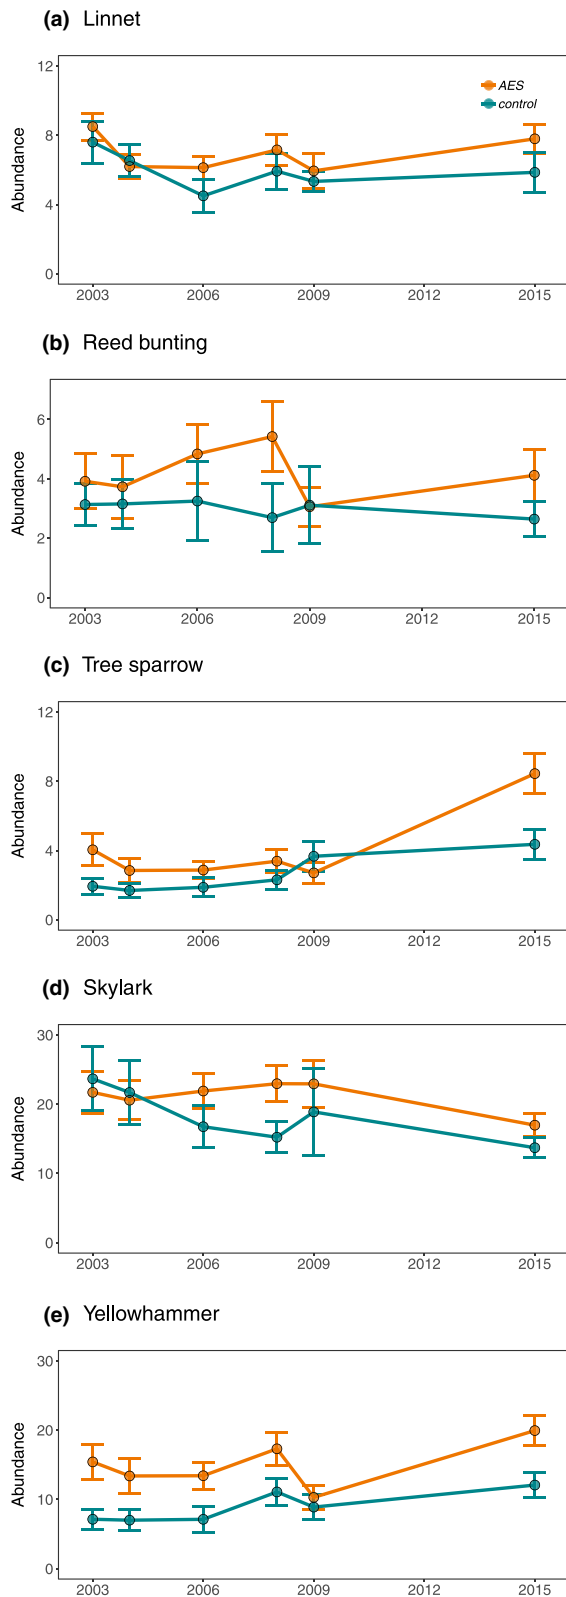 (a) Linnet
12
8
4
0
Abundance
AES
control
2003 2006 2009 2012 2015
(b) Reed bunting
6
4
2
0
Abundance
2003 2006 2009 2012 2015
(c) Tree sparrow
12
8
4
0
Abundance
2003 2006 2009 2012 2015
(d) Skylark
30
20
10
0
Abundance
2003 2006 2009 2012 2015
(e) Yellowhammer
30
20
10
0
Abundance
2003 2006 2009 2012 2015